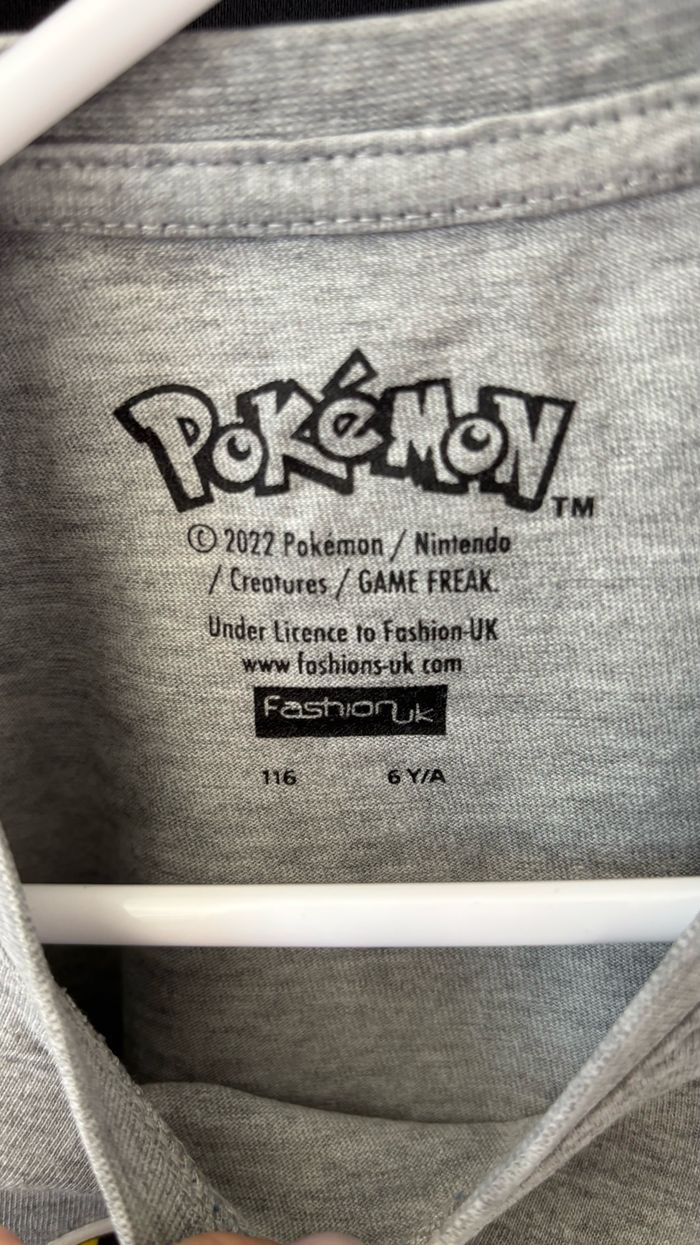 POKéMON TM
© 2022 Pokémon / Nintendo
/ Creatures / GAME FREAK.
Under Licence to Fashion-UK
www fashions-uk com
Fashion uk
116 6 Y/A